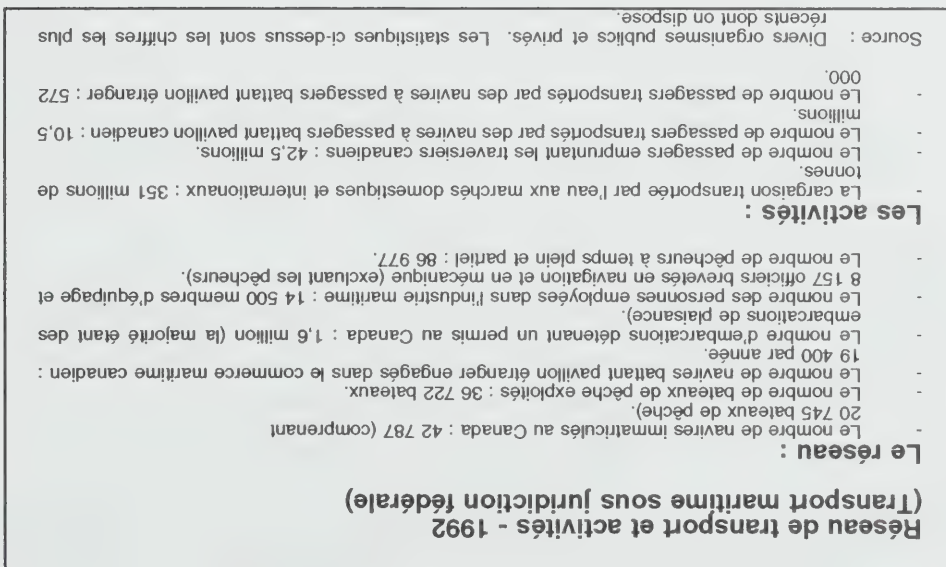 Réseau de transport et activités - 1992
(Transport maritime sous juridiction fédérale)
Le réseau :
- Le nombre de navires immatriculés au Canada : 42 787 (comprenant
20 745 bateaux de pêche).
- Le nombre de bateaux de pêche exploités : 36 722 bateaux.
- Le nombre de navires battant pavillon étranger engagés dans le commerce maritime canadien :
19 400 par année.
- Le nombre d'embarcations détenant un permis au Canada : 1,6 million (la majorité étant des
embarcations de plaisance).
- Le nombre des personnes employées dans l'industrie maritime : 14 500 membres d'équipage et
8 157 officiers brevetés en navigation et en mécanique (excluant les pêcheurs).
- Le nombre de pêcheurs à temps plein et partiel : 86 977.
Les activités :
- La cargaison transportée par l'eau aux marchés domestiques et internationaux : 351 millions de
tonnes.
- Le nombre de passagers empruntant les traversiers canadiens : 42,5 millions.
- Le nombre de passagers transportés par des navires à passagers battant pavillon canadien : 10,5
millions.
- Le nombre de passagers transportés par des navires à passagers battant pavillon étranger : 572
000.
Source : Divers organismes publics et privés. Les statistiques ci-dessus sont les chiffres les plus
récents dont on dispose.